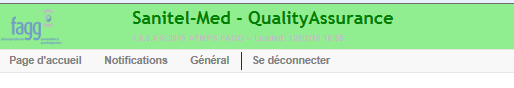 fagg
Sanitel-Med - QualityAssurance
Page d'accueil Notifications Général Se déconnecter